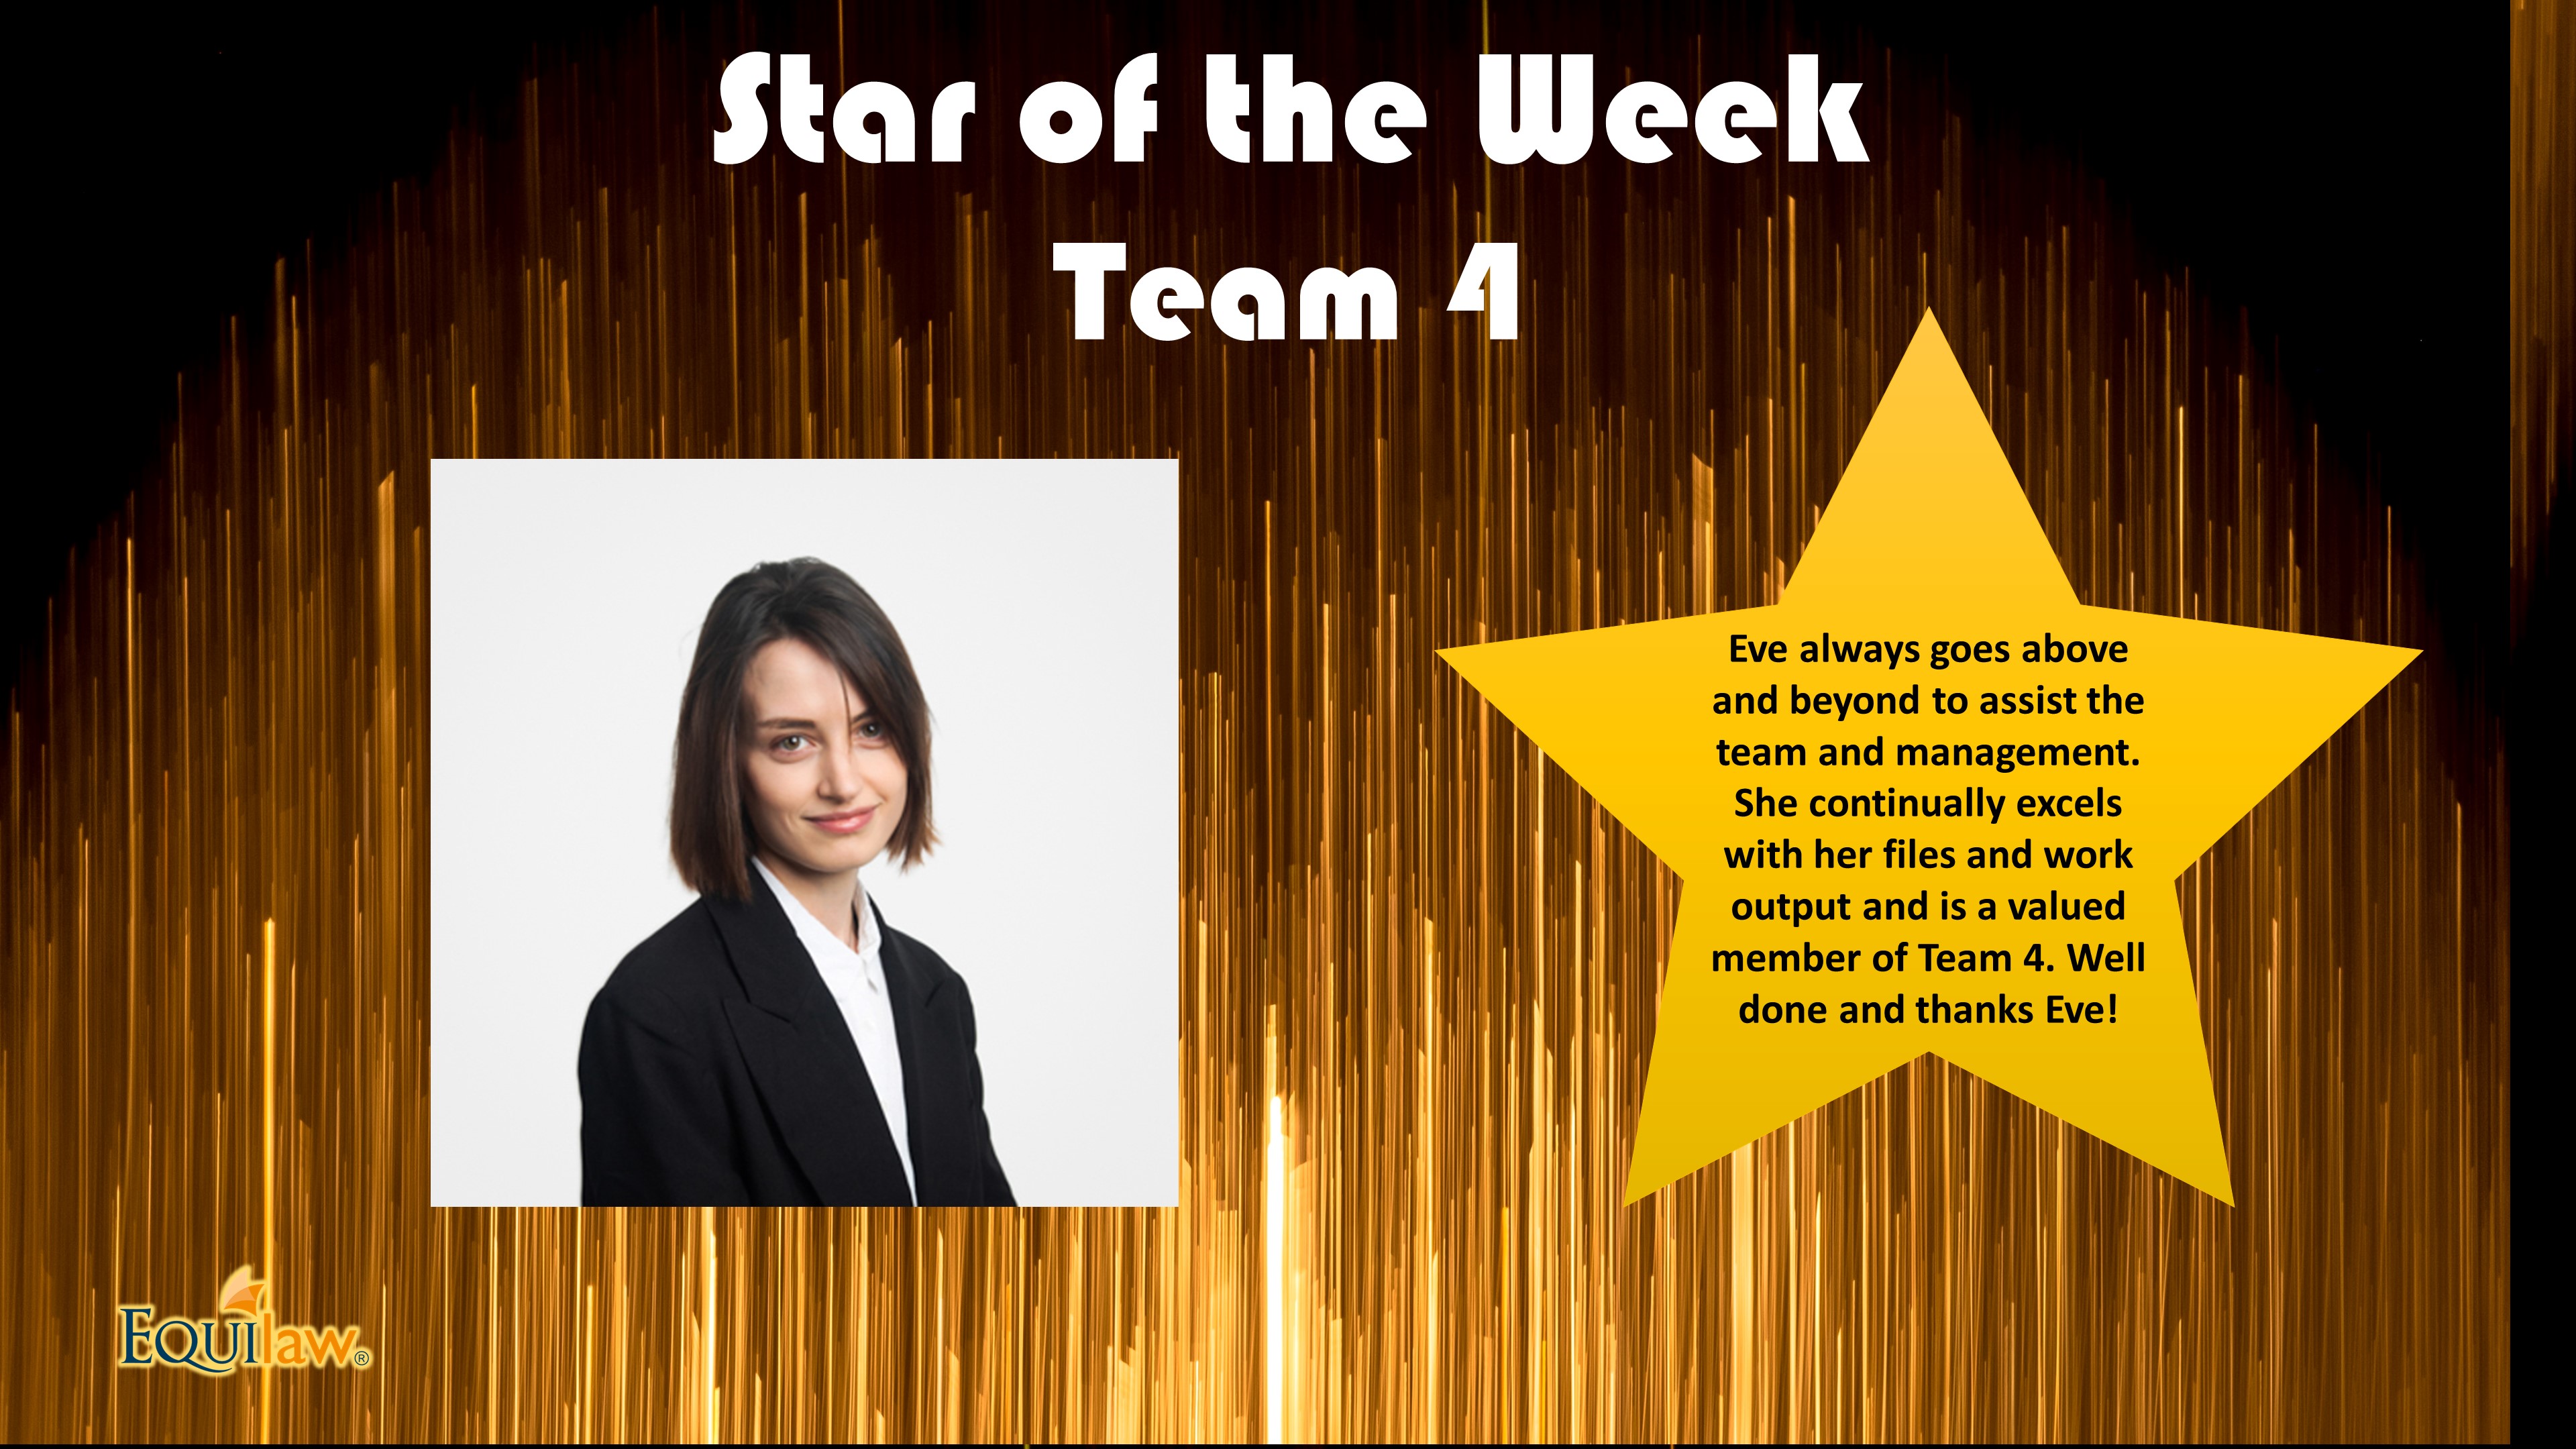 Star of the Week
Team 4
Eve always goes above
and beyond to assist the
team and management.
She continually excels
with her files and work
output and is a valued
member of Team 4. Well
done and thanks Eve!
EQUIlaw®